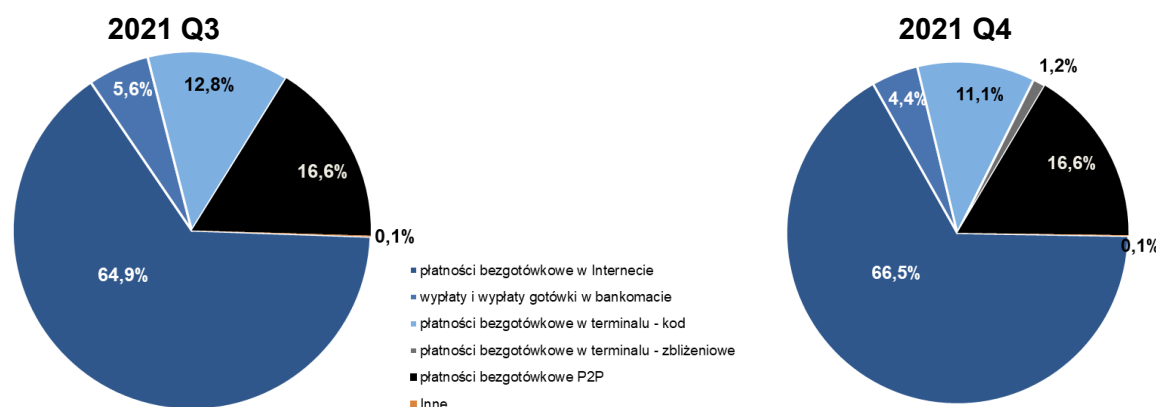 2021 Q3
5,6%
12,8%
16,6%
0,1%
64,9%
płatności bezgotówkowe w Internecie
wypłaty i wypłaty gotówki w bankomacie
płatności bezgotówkowe w terminalu - kod
płatności bezgotówkowe w terminalu - zbliżeniowe
płatności bezgotówkowe P2P
Inne
2021 Q4
1,2%
4,4%
11,1%
16,6%
0,1%
66,5%